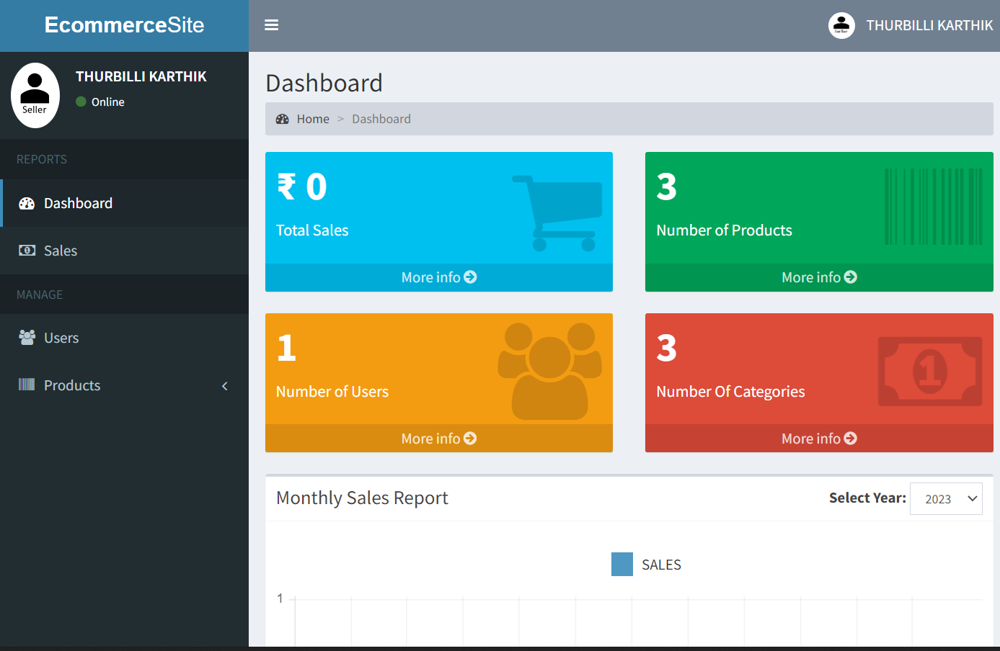 EcommerceSite
THURBILLI KARTHIK
THURBILLI KARTHIK
Online
Seller
REPORTS
Dashboard
Sales
MANAGE
Users
Products
Dashboard
Home > Dashboard
₹ 0
Total Sales
More info
3
Number of Products
More info
1
Number of Users
More info
1
3
Number Of Categories
More info
Monthly Sales Report
Select Year: 2023
SALES
1